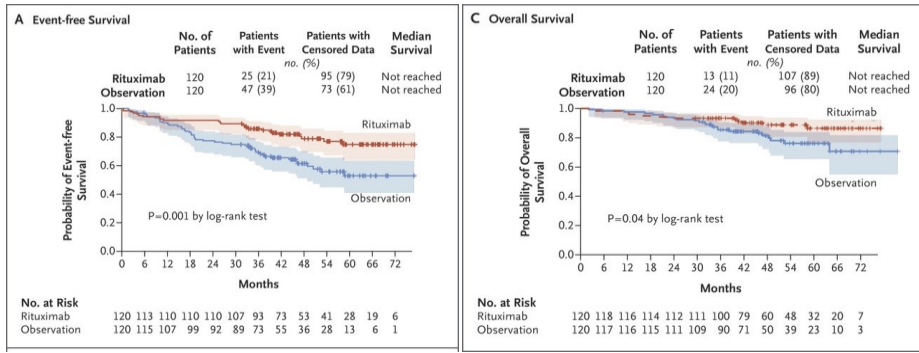 A Event-free Survival
No. of Patients Patients with Event Patients with Censored Data Median Survival
no. (%)
Rituximab 120 25 (21) 95 (79) Not reached
Observation 120 47 (39) 73 (61) Not reached
1.0
0.8
0.6
0.4
0.2
0.0
Probability of Event-free Survival
Rituximab
Observation
P=0.001 by log-rank test
0 6 12 18 24 30 36 42 48 54 60 66 72
Months
No. at Risk
Rituximab 120 113 110 110 110 107 93 73 53 41 28 19 6
Observation 120 115 107 99 92 89 73 55 36 28 13 6 1
C Overall Survival
No. of Patients Patients with Event Patients with Censored Data Median Survival
no. (%)
Rituximab 120 13 (11) 107 (89) Not reached
Observation 120 24 (20) 96 (80) Not reached
1.0
0.8
0.6
0.4
0.2
0.0
Probability of Overall Survival
Rituximab
Observation
P=0.04 by log-rank test
0 6 12 18 24 30 36 42 48 54 60 66 72
Months
No. at Risk
Rituximab 120 118 116 114 112 111 100 79 60 48 32 20 7
Observation 120 117 116 115 111 109 90 71 50 39 23 10 3